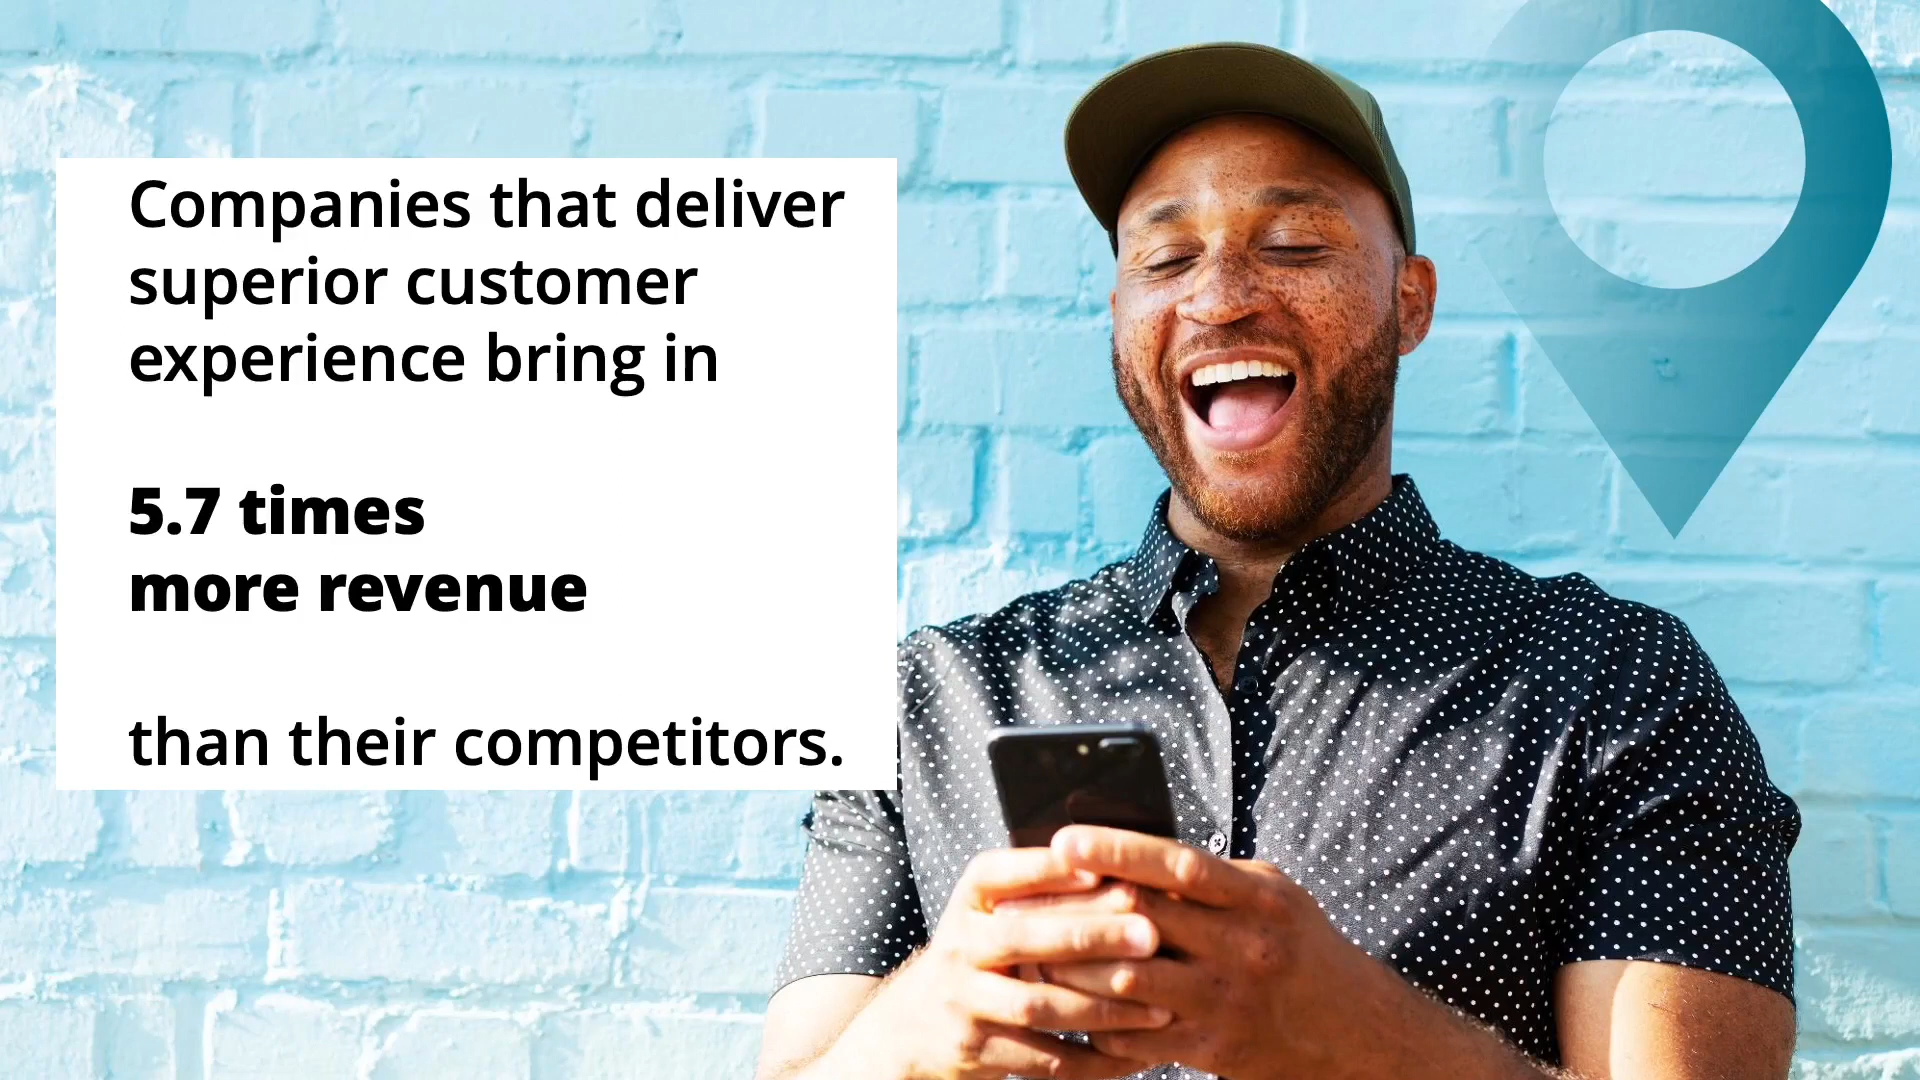 Companies that deliver
superior customer
experience bring in
5.7 times
more revenue
than their competitors.